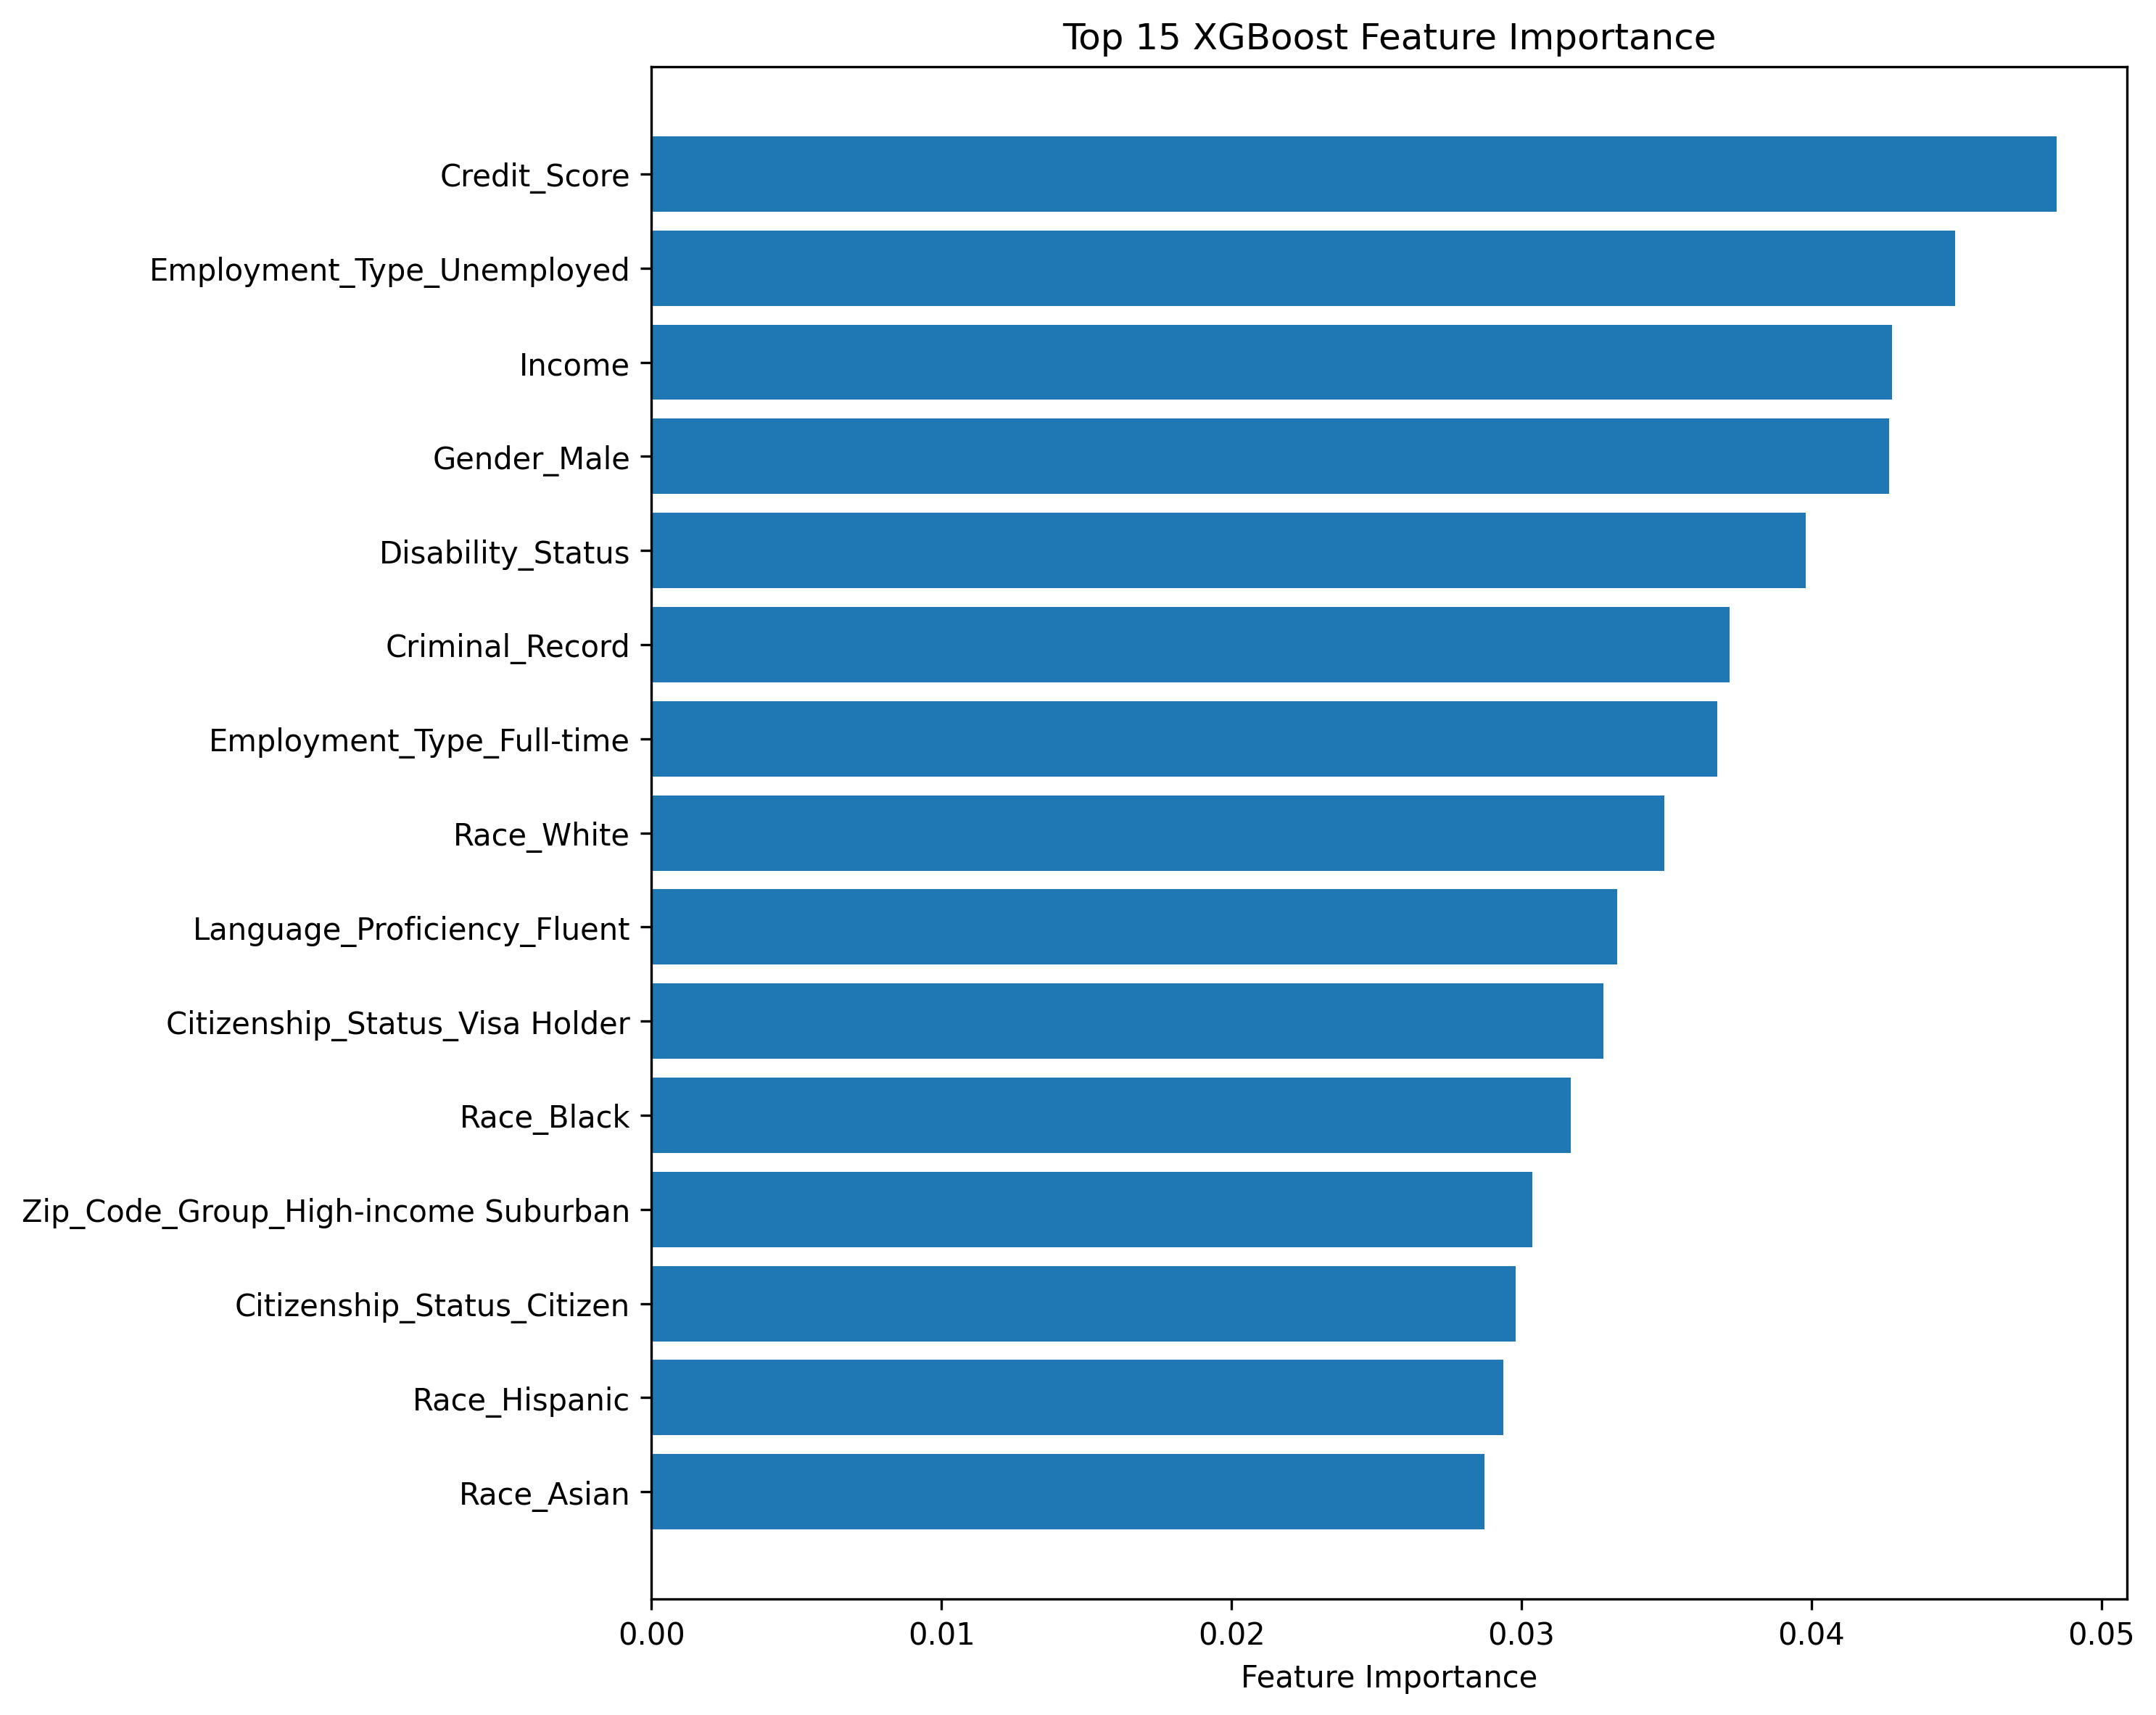 Top 15 XGBoost Feature Importance
Credit_Score
Employment_Type_Unemployed
Income
Gender_Male
Disability_Status
Criminal_Record
Employment_Type_Full-time
Race_White
Language_Proficiency_Fluent
Citizenship_Status_Visa Holder
Race_Black
Zip_Code_Group_High-income Suburban
Citizenship_Status_Citizen
Race_Hispanic
Race_Asian
0.00 0.01 0.02 0.03 0.04 0.05
Feature Importance